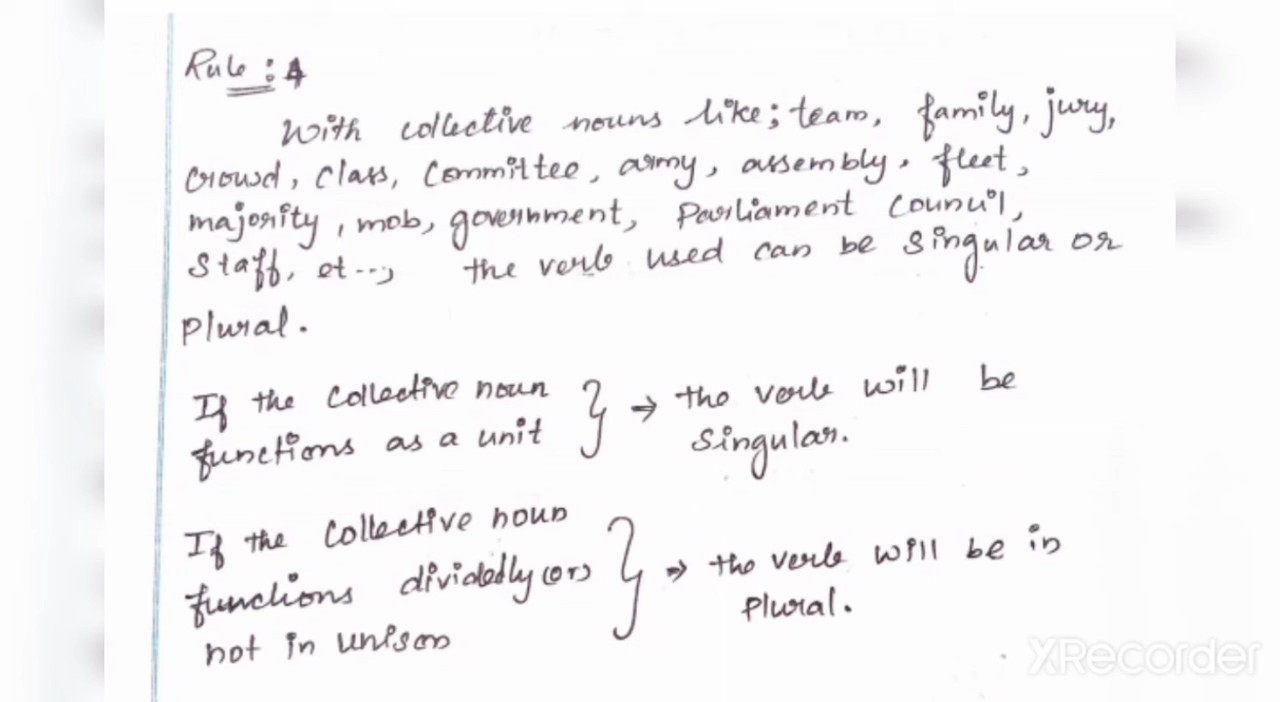 Rule : 4
With collective nouns like; team, family, jury,
crowd, class, committee, army, assembly, fleet,
majority, mob, government, Parliament Council,
Staff, et..., the verb used can be singular or
plural.
If the collective noun
functions as a unit } → the verb will be
singular.
If the collective noun
functions dividedly (or)
not in unison } → the verb will be in
plural.
XRecorder